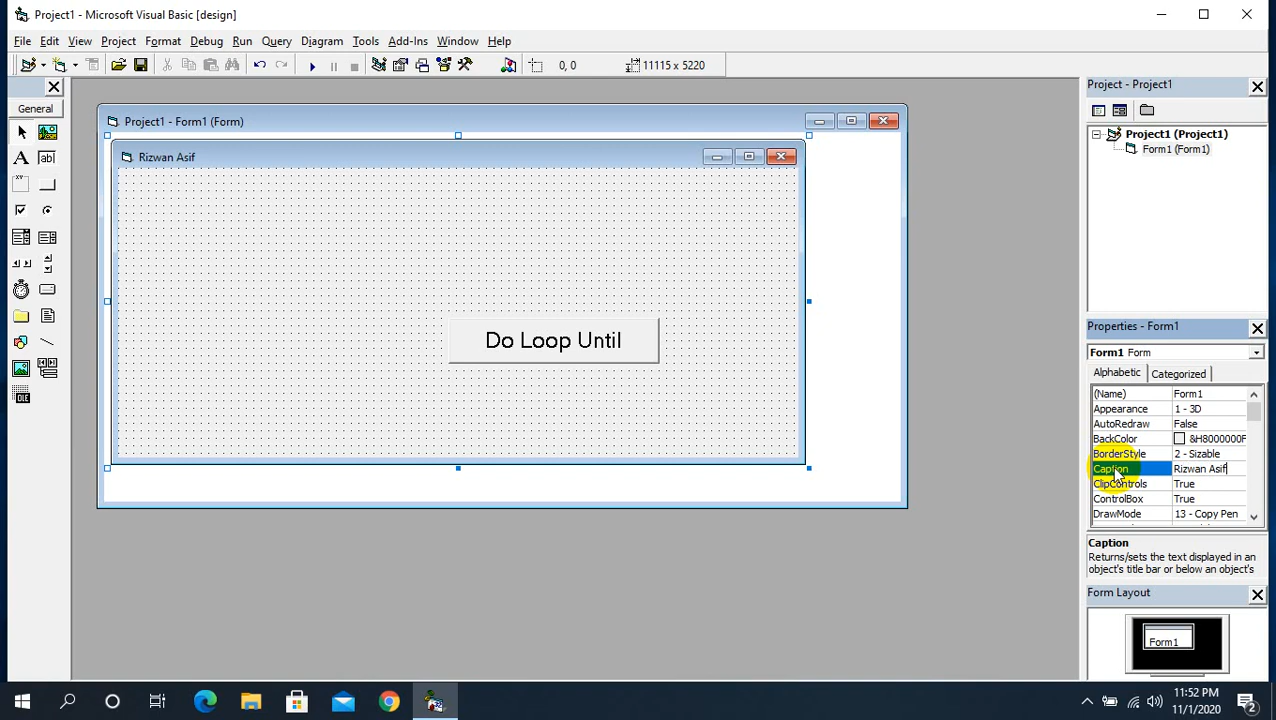 Project1 - Microsoft Visual Basic [design]
File Edit View Project Format Debug Run Query Diagram Tools Add-Ins Window Help
0, 0
11115 x 5220
General
Project1 - Form1 (Form)
Rizwan Asif
Do Loop Until
A
ab|
XY
OLE
Project - Project1
Project1 (Project1)
Form1 (Form1)
Properties - Form1
Form1 Form
Alphabetic Categorized
(Name) Form1
Appearance 1 - 3D
AutoRedraw False
BackColor &H8000000F
BorderStyle 2 - Sizable
Caption Rizwan Asif
ClipControls True
ControlBox True
DrawMode 13 - Copy Pen
Caption
Returns/sets the text displayed in an
object's title bar or below an object's
Form Layout
Form1
11:52 PM
11/1/2020
2